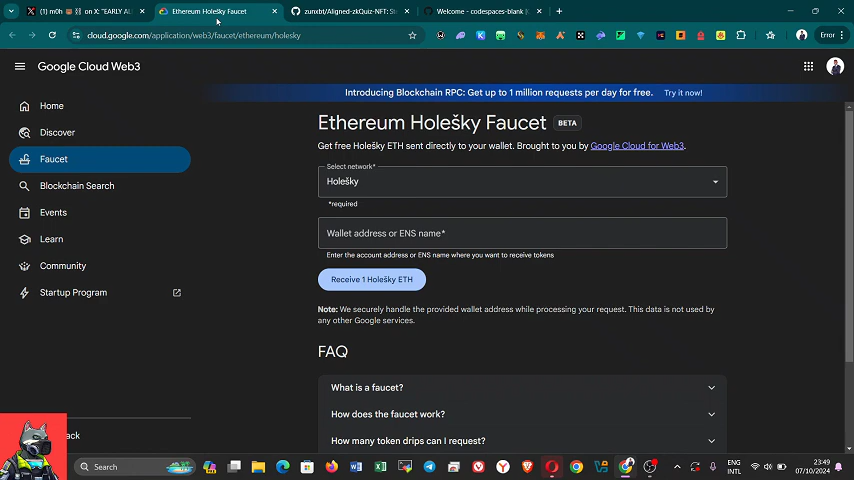 (1) m0h on X: "EARLY AL
Ethereum Holešky Faucet
zunxbt/Aligned-zkQuiz-NFT: St
Welcome - codespaces-blank [
cloud.google.com/application/web3/faucet/ethereum/holesky
Error
Google Cloud Web3
Introducing Blockchain RPC: Get up to 1 million requests per day for free. Try it now!
Home
Discover
Faucet
Blockchain Search
Events
Learn
Community
Startup Program
Ethereum Holešky Faucet BETA
Get free Holešky ETH sent directly to your wallet. Brought to you by Google Cloud for Web3.
Select network*
Holešky
*required
Wallet address or ENS name*
Enter the account address or ENS name where you want to receive tokens
Receive 1 Holešky ETH
Note: We securely handle the provided wallet address while processing your request. This data is not used by
any other Google services.
FAQ
What is a faucet?
How does the faucet work?
How many token drips can I request?
ack
Search
ENG
INTL
23:49
07/10/2024